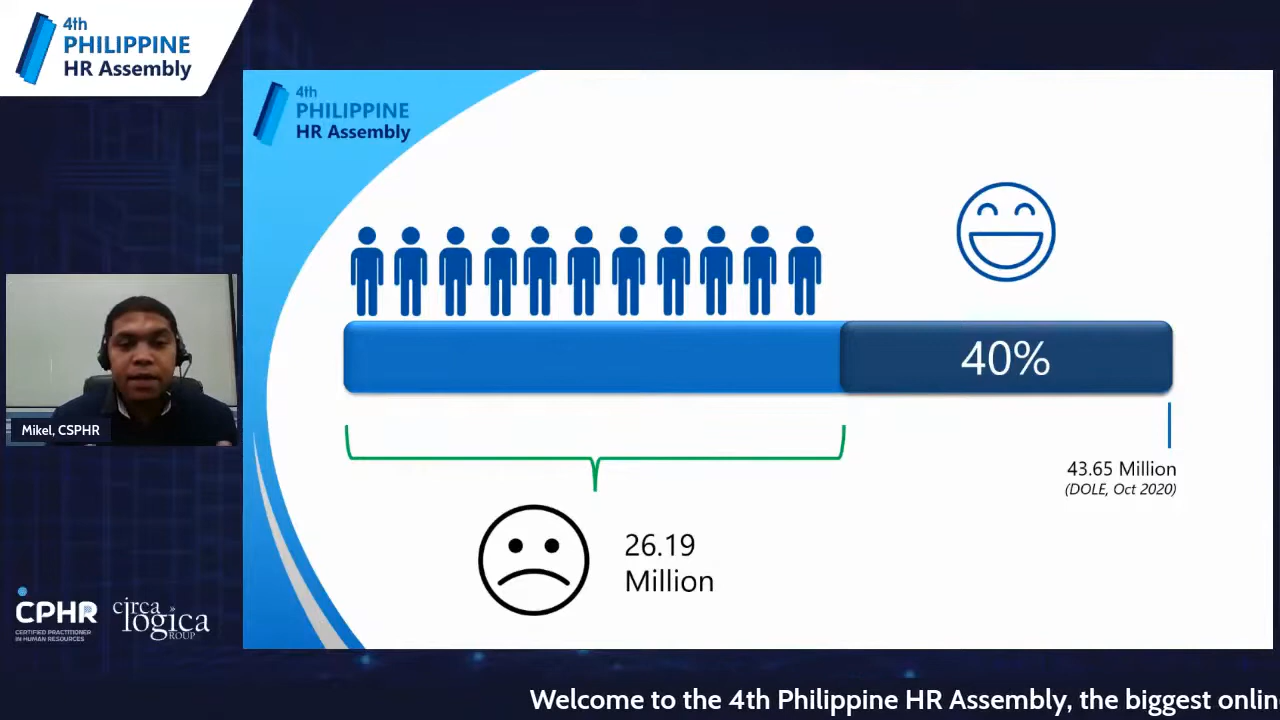 4th
PHILIPPINE
HR Assembly
4th
PHILIPPINE
HR Assembly
40%
43.65 Million
(DOLE, Oct 2020)
26.19
Million
Mikel, CSPHR
CPHR
CERTIFIED PRACTITIONER
IN HUMAN RESOURCES
circa
logica
GROUP
Welcome to the 4th Philippine HR Assembly, the biggest onlin